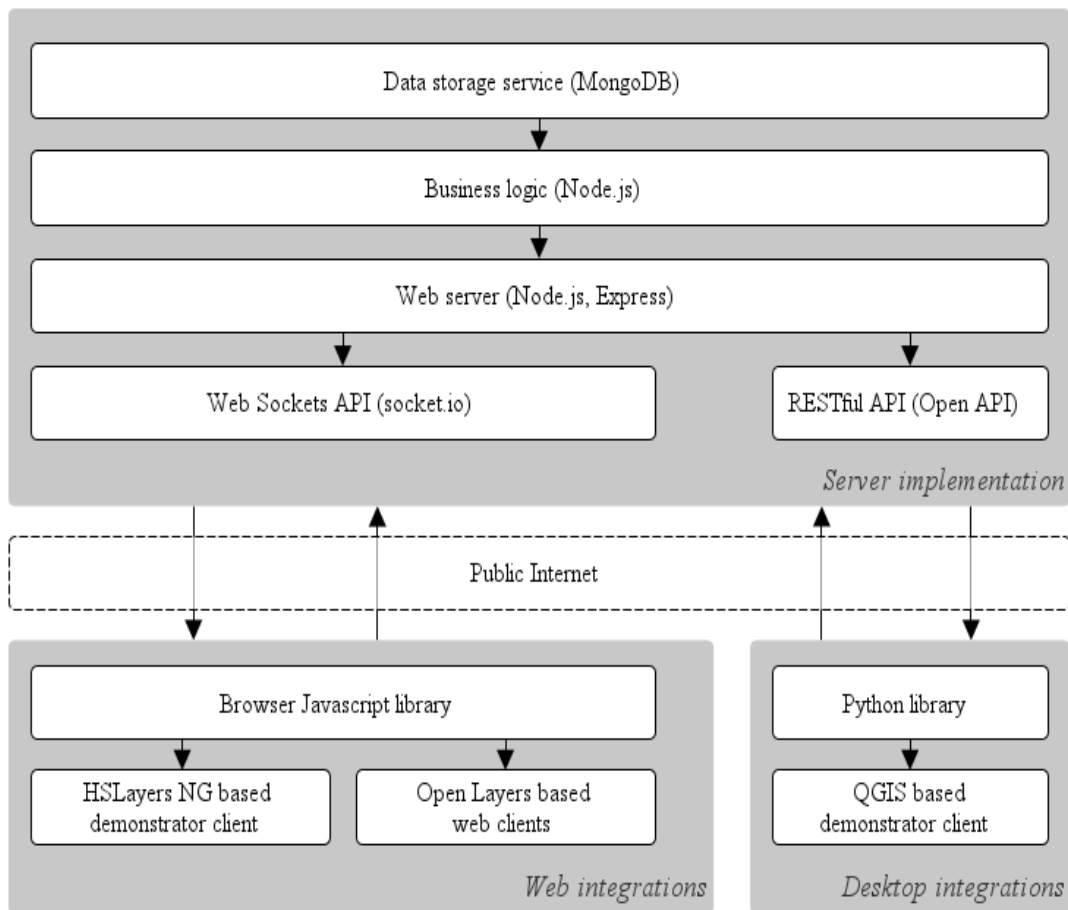 Data storage service (MongoDB)
Business logic (Node.js)
Web server (Node.js, Express)
Web Sockets API (socket.io)
RESTful API (Open API)
Server implementation
Public Internet
Browser Javascript library
HSLayers NG based
demonstrator client
Open Layers based
web clients
Web integrations
Python library
QGIS based
demonstrator client
Desktop integrations